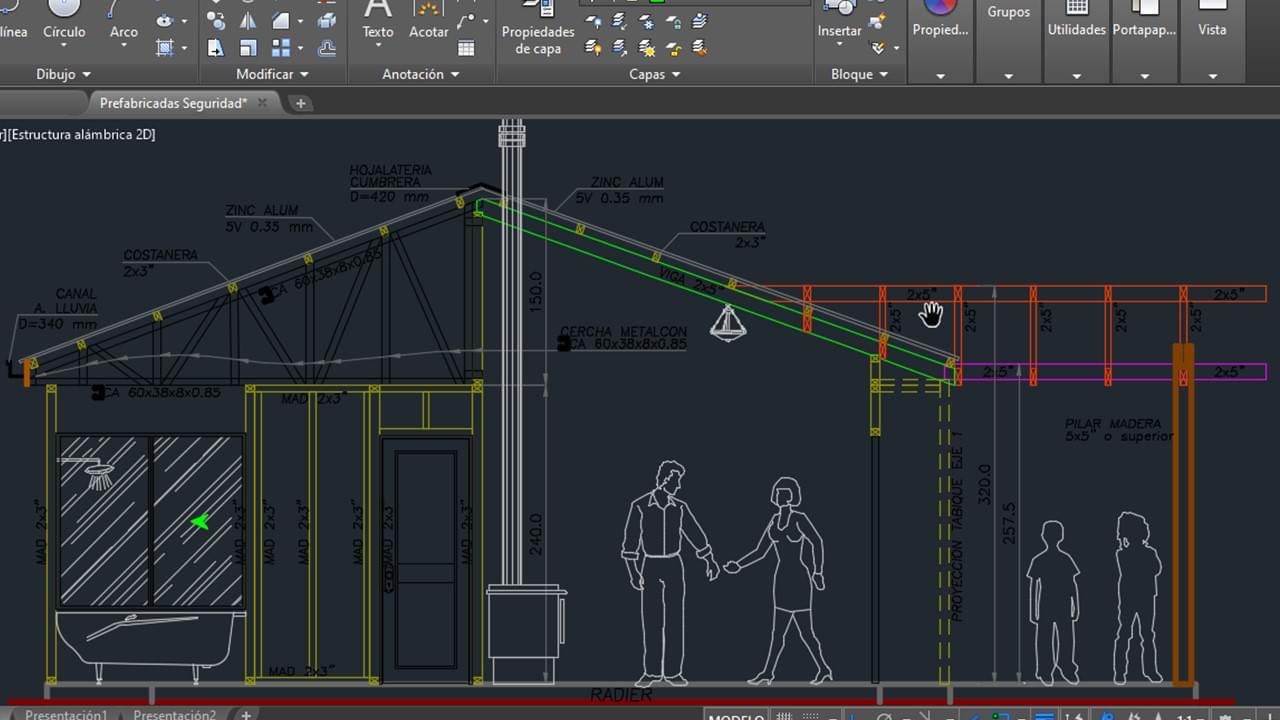 línea
Círculo
Arco
Texto
Acotar
Propiedades
de capa
Insertar
Propied...
Grupos
Utilidades
Portapap...
Vista
Dibujo
Modificar
Anotación
Capas
Bloque
Prefabricadas Seguridad*
][Estructura alámbrica 2D]
HOJALATERIA
CUMBRERA
D=420 mm
ZINC ALUM
5V 0.35 mm
ZINC ALUM
5V 0.35 mm
COSTANERA
2x3"
COSTANERA
2x3"
CANAL
A. LLUVIA
D=340 mm
CA 60x38x8x0.85
VIGA 2x5"
150.0
2x5"
2x5"
2x5"
2x5"
2x5"
2x5"
CERCHA METALCON
CA 60x38x8x0.85
CA 60x38x8x0.85
MAD 2x3"
2x5"
2x5"
PILAR MADERA
5x5" o superior
MAD 2x3"
MAD 2x3"
MAD 2x3"
MAD 2x3"
MAD 2x3"
MAD 2x3"
MAD 2x3"
240.0
PROYECCION TABIQUE EJE 1
320.0
257.5
MAD 2x3"
RADIER
Presentación1
Presentación2
MODELO
1:1